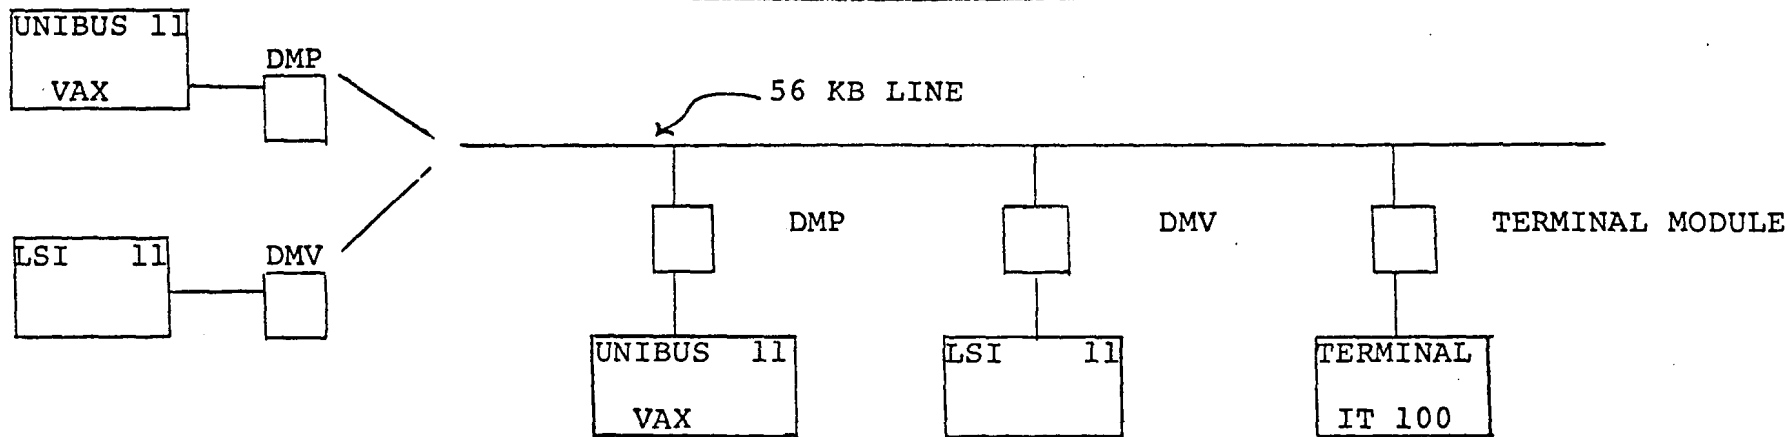 UNIBUS 11
VAX
DMP
56 KB LINE
LSI 11
DMV
DMP
DMV
TERMINAL MODULE
UNIBUS 11
VAX
LSI 11
TERMINAL
IT 100